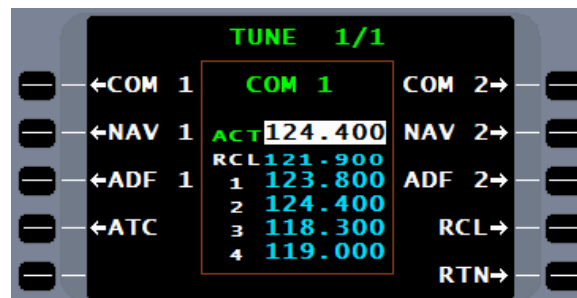 TUNE 1/1
←COM 1 COM 1 COM 2→
←NAV 1 ACT 124.400 NAV 2→
RCL 121.900
←ADF 1 1 123.800 ADF 2→
2 124.400
←ATC 3 118.300 RCL→
4 119.000
RTN→